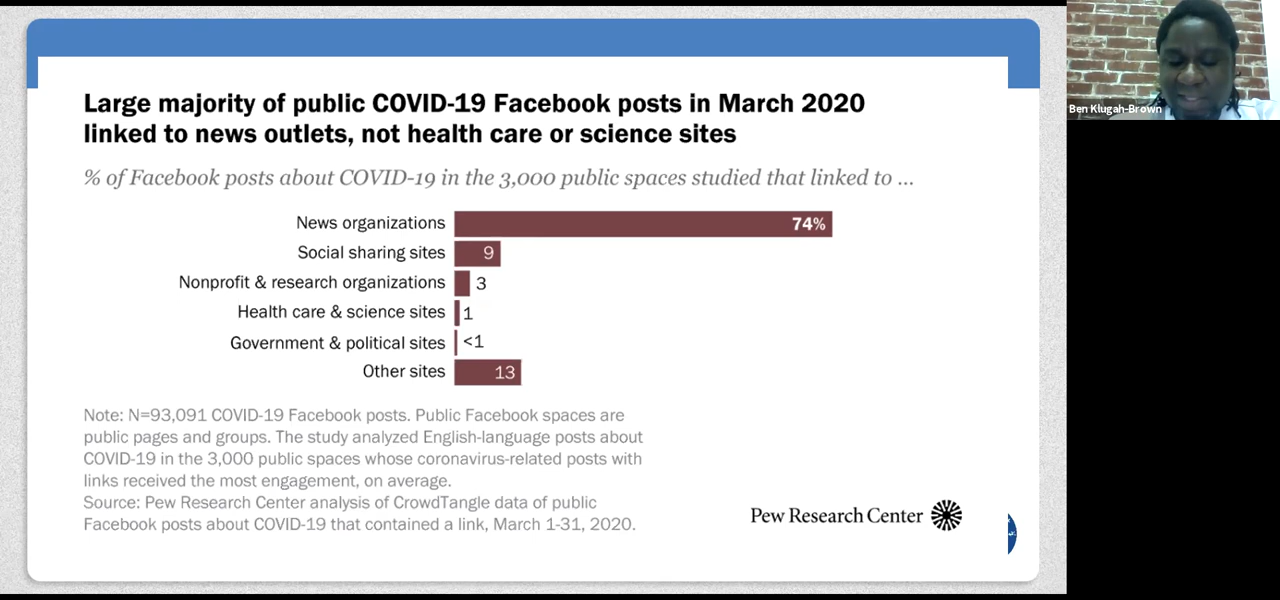 Large majority of public COVID-19 Facebook posts in March 2020
linked to news outlets, not health care or science sites
% of Facebook posts about COVID-19 in the 3,000 public spaces studied that linked to ...
News organizations 74%
Social sharing sites 9
Nonprofit & research organizations 3
Health care & science sites 1
Government & political sites <1
Other sites 13
Note: N=93,091 COVID-19 Facebook posts. Public Facebook spaces are
public pages and groups. The study analyzed English-language posts about
COVID-19 in the 3,000 public spaces whose coronavirus-related posts with
links received the most engagement, on average.
Source: Pew Research Center analysis of CrowdTangle data of public
Facebook posts about COVID-19 that contained a link, March 1-31, 2020.
Pew Research Center
Ben Klugah-Brown